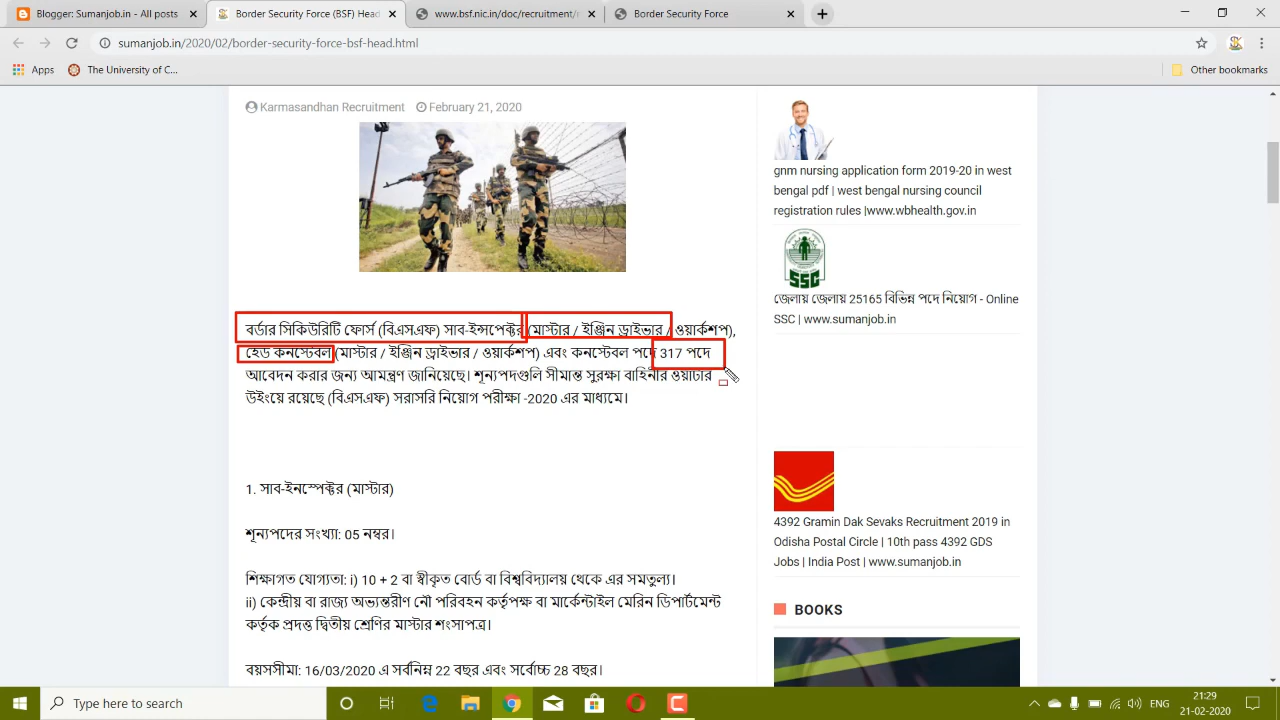 Blogger: Sumanjob.in - All posts
Border Security Force (BSF) Head
www.bsf.nic.in/doc/recruitment/r
Border Security Force
sumanjob.in/2020/02/border-security-force-bsf-head.html
Apps
The University of C...
Other bookmarks
Karmasandhan Recruitment
February 21, 2020
বর্ডার সিকিউরিটি ফোর্স (বিএসএফ) সাব-ইন্সপেক্টর (মাস্টার / ইঞ্জিন ড্রাইভার / ওয়ার্কশপ),
হেড কনস্টেবল (মাস্টার / ইঞ্জিন ড্রাইভার / ওয়ার্কশপ) এবং কনস্টেবল পদে 317 পদে
আবেদন করার জন্য আমন্ত্রণ জানিয়েছে। শূন্যপদগুলি সীমান্ত সুরক্ষা বাহিনীর ওয়াটার
উইংয়ে রয়েছে (বিএসএফ) সরাসরি নিয়োগ পরীক্ষা -2020 এর মাধ্যমে।
1. সাব-ইনস্পেক্টর (মাস্টার)
শূন্যপদের সংখ্যা: 05 নম্বর।
শিক্ষাগত যোগ্যতা: i) 10 + 2 বা স্বীকৃত বোর্ড বা বিশ্ববিদ্যালয় থেকে এর সমতুল্য।
ii) কেন্দ্রীয় বা রাজ্য অভ্যন্তরীণ নৌ পরিবহন কর্তৃপক্ষ বা মার্কেন্টাইল মেরিন ডিপার্টমেন্ট
কর্তৃক প্রদত্ত দ্বিতীয় শ্রেণির মাস্টার শংসাপত্র।
বয়সসীমা: 16/03/2020 এ সর্বনিম্ন 22 বছর এবং সর্বোচ্চ 28 বছর।
gnm nursing application form 2019-20 in west
bengal pdf | west bengal nursing council
registration rules |www.wbhealth.gov.in
SSC
জেলায় জেলায় 25165 বিভিন্ন পদে নিয়োগ - Online
SSC | www.sumanjob.in
4392 Gramin Dak Sevaks Recruitment 2019 in
Odisha Postal Circle | 10th pass 4392 GDS
Jobs | India Post | www.sumanjob.in
BOOKS
Type here to search
ENG
21:29
21-02-2020